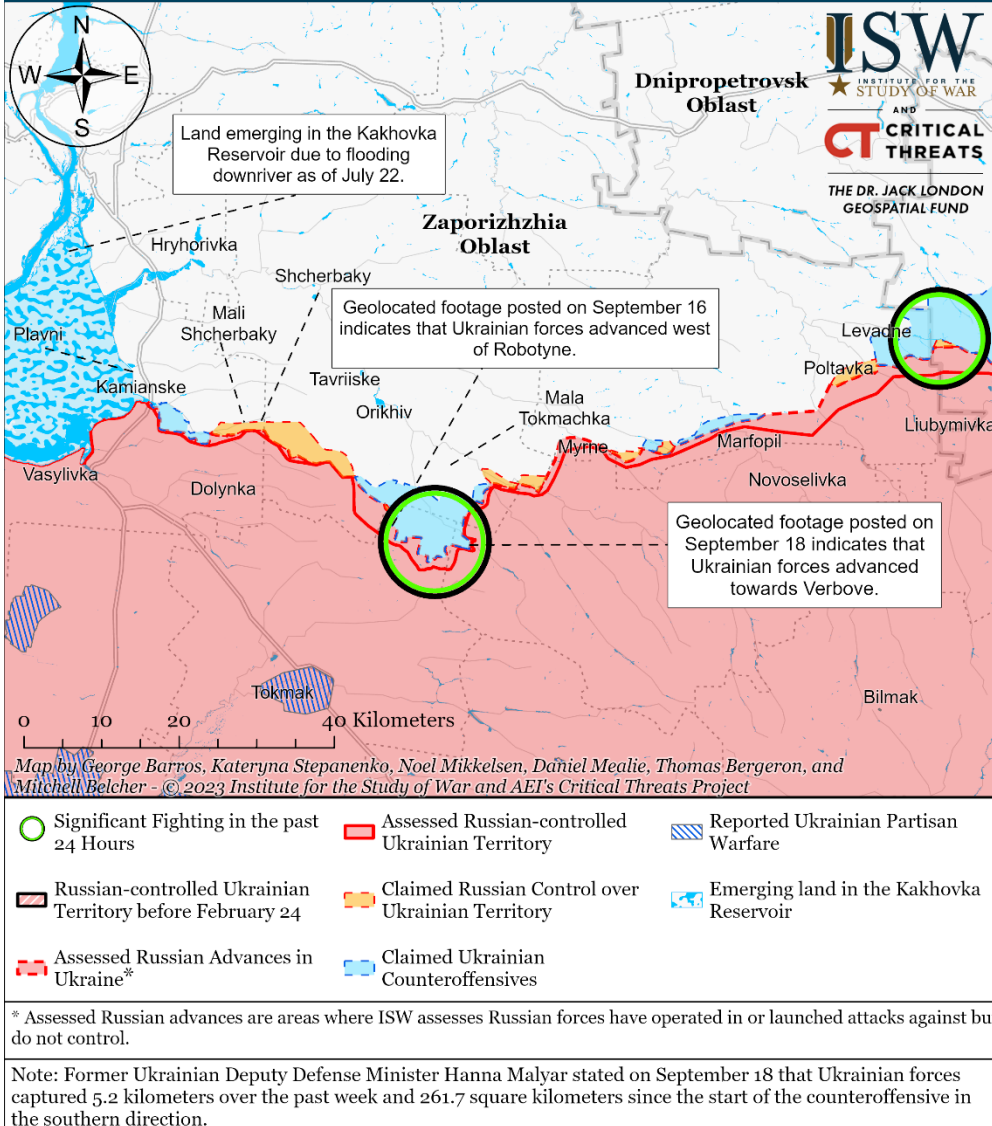 N
W
E
S
ISW
INSTITUTE FOR THE
STUDY OF WAR
AND
CT CRITICAL
THREATS
THE DR. JACK LONDON
GEOSPATIAL FUND
Dnipropetrovsk
Oblast
Land emerging in the Kakhovka
Reservoir due to flooding
downriver as of July 22.
Zaporizhzhia
Oblast
Hryhorivka
Shcherbaky
Geolocated footage posted on September 16
indicates that Ukrainian forces advanced west
of Robotyne.
Mali
Shcherbaky
Plavni
Levadne
Kamianske
Tavriiske
Poltavka
Orikhiv
Mala
Tokmachka
Myrne
Marfopil
Liubymivka
Vasylivka
Dolynka
Novoselivka
Geolocated footage posted on
September 18 indicates that
Ukrainian forces advanced
towards Verbove.
Tokmak
Bilmak
0 10 20 40 Kilometers
Map by George Barros, Kateryna Stepanenko, Noel Mikkelsen, Daniel Mealie, Thomas Bergeron, and
Mitchell Belcher - © 2023 Institute for the Study of War and AEI's Critical Threats Project
Significant Fighting in the past
24 Hours
Assessed Russian-controlled
Ukrainian Territory
Reported Ukrainian Partisan
Warfare
Russian-controlled Ukrainian
Territory before February 24
Claimed Russian Control over
Ukrainian Territory
Emerging land in the Kakhovka
Reservoir
Assessed Russian Advances in
Ukraine*
Claimed Ukrainian
Counteroffensives
* Assessed Russian advances are areas where ISW assesses Russian forces have operated in or launched attacks against bu
do not control.
Note: Former Ukrainian Deputy Defense Minister Hanna Malyar stated on September 18 that Ukrainian forces
captured 5.2 kilometers over the past week and 261.7 square kilometers since the start of the counteroffensive in
the southern direction.